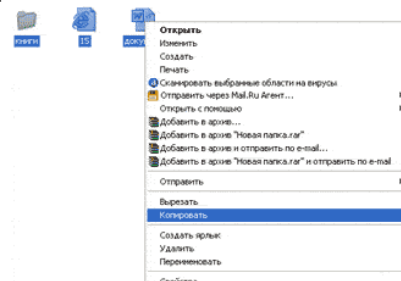 книги
15
доку
Открыть
Изменить
Создать
Печать
Сканировать выбранные области на вирусы
Отправить через Mail.Ru Агент...
Открыть с помощью
Добавить в архив...
Добавить в архив "Новая папка.rar"
Добавить в архив и отправить по e-mail...
Добавить в архив "Новая папка.rar" и отправить по e-mail
Отправить
Вырезать
Копировать
Создать ярлык
Удалить
Переименовать
Свойства